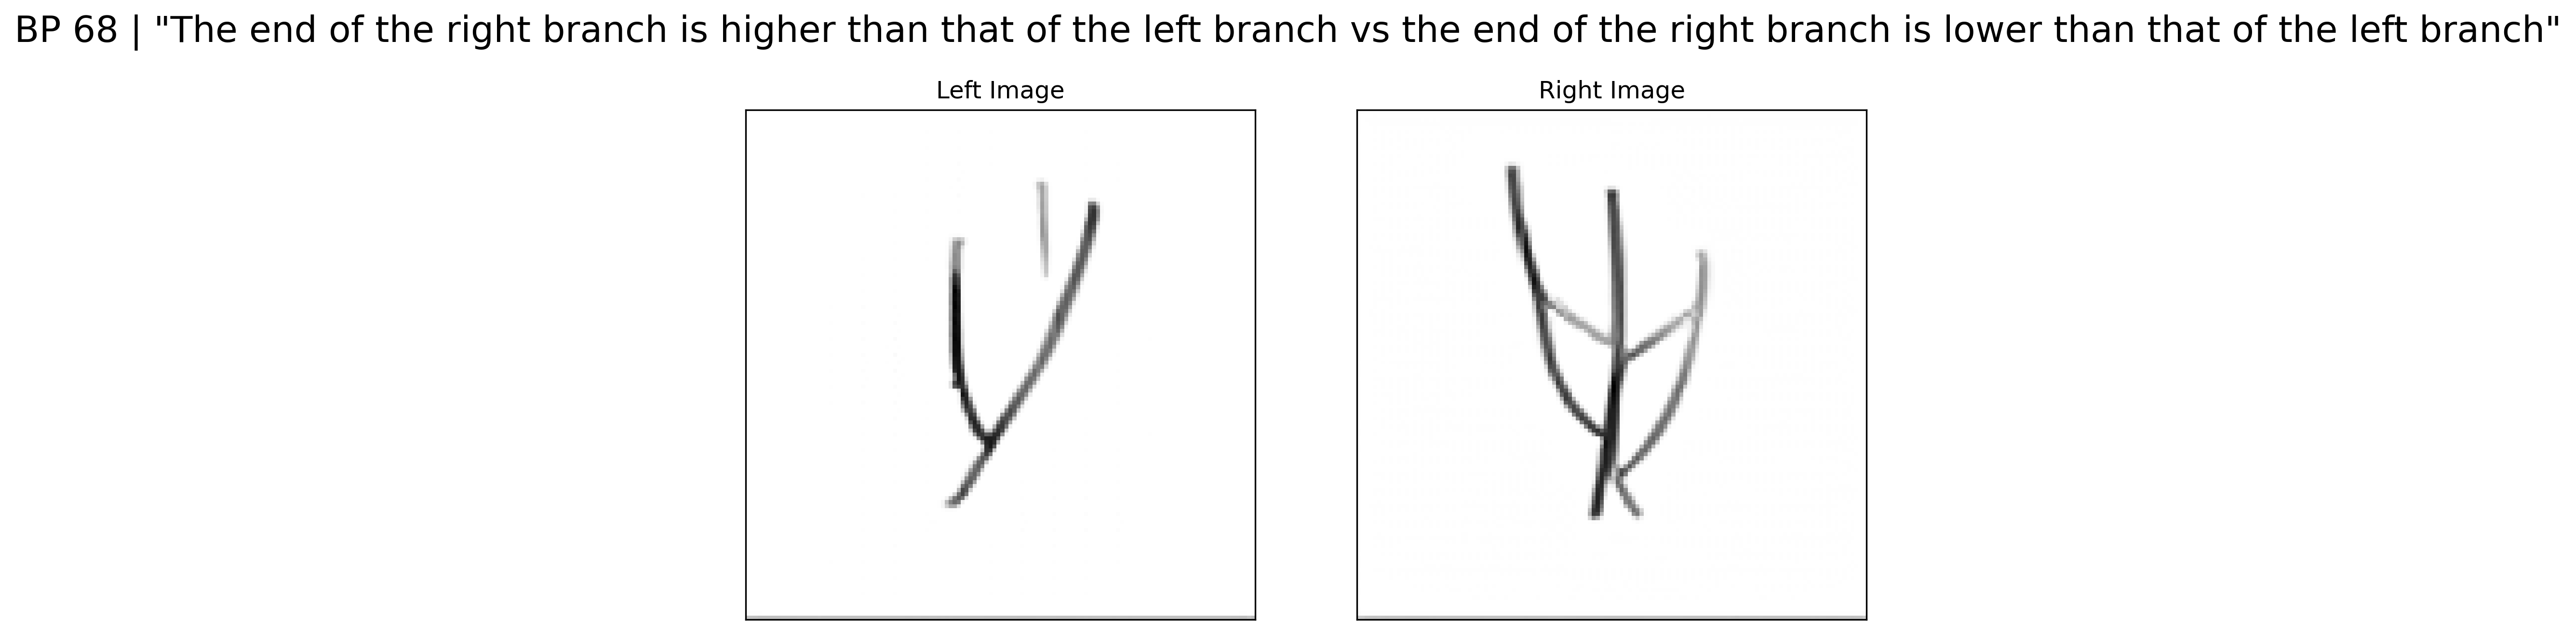 BP 68 | "The end of the right branch is higher than that of the left branch vs the end of the right branch is lower than that of the left branch"
Left Image
Right Image